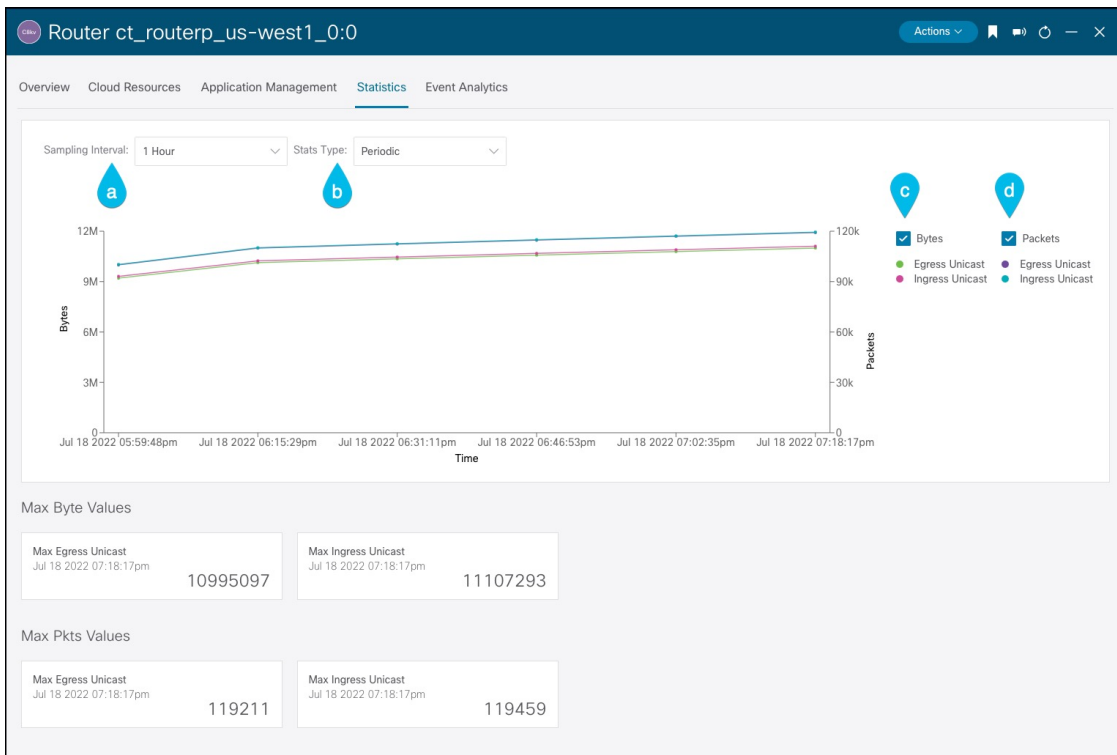 C8kv Router ct_routerp_us-west1_0:0 Actions
Overview Cloud Resources Application Management Statistics Event Analytics
Sampling Interval: 1 Hour Stats Type: Periodic
a b c d
Bytes Packets
Egress Unicast Egress Unicast
Ingress Unicast Ingress Unicast
12M 120k
9M 90k
6M 60k
3M 30k
0 0
Bytes
Packets
Jul 18 2022 05:59:48pm Jul 18 2022 06:15:29pm Jul 18 2022 06:31:11pm Jul 18 2022 06:46:53pm Jul 18 2022 07:02:35pm Jul 18 2022 07:18:17pm
Time
Max Byte Values
Max Egress Unicast
Jul 18 2022 07:18:17pm
10995097
Max Ingress Unicast
Jul 18 2022 07:18:17pm
11107293
Max Pkts Values
Max Egress Unicast
Jul 18 2022 07:18:17pm
119211
Max Ingress Unicast
Jul 18 2022 07:18:17pm
119459